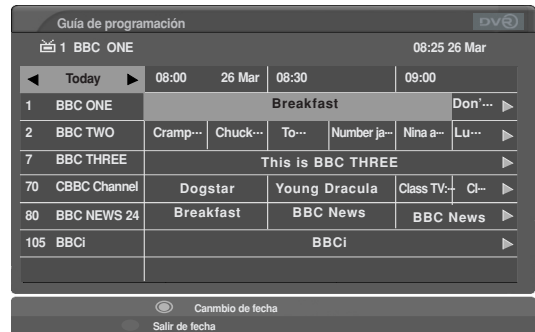 Guía de programación DVR
1 BBC ONE 08:25 26 Mar
Today 08:00 26 Mar 08:30 09:00
1 BBC ONE Breakfast Don'···
2 BBC TWO Cramp··· Chuck··· To··· Number ja··· Nina a··· Lu···
7 BBC THREE This is BBC THREE
70 CBBC Channel Dogstar Young Dracula Class TV:··· Cl···
80 BBC NEWS 24 Breakfast BBC News BBC News
105 BBCi BBCi
Canmbio de fecha
Salir de fecha